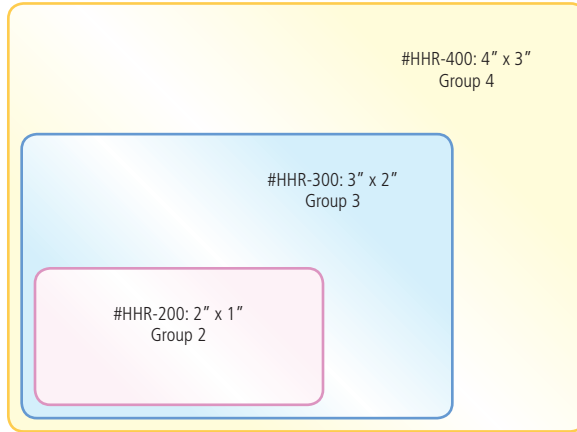 #HHR-400: 4” x 3”
Group 4
#HHR-300: 3” x 2”
Group 3
#HHR-200: 2” x 1”
Group 2